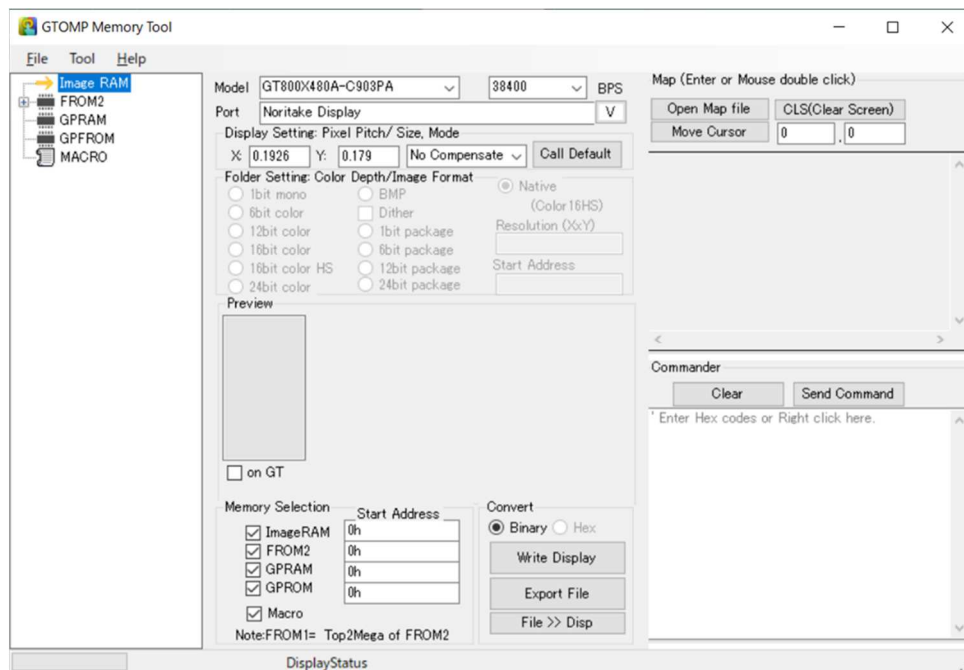 GTOMP Memory Tool
File Tool Help
Image RAM
FROM2
GPRAM
GPFROM
MACRO
Model GT800X480A-C903PA 38400 BPS
Port Noritake Display V
Display Setting: Pixel Pitch/ Size, Mode
X: 0.1926 Y: 0.179 No Compensate Call Default
Folder Setting: Color Depth/Image Format
1bit mono BMP Native
6bit color Dither (Color16HS)
12bit color 1bit package Resolution (XxY)
16bit color 6bit package
16bit color HS 12bit package Start Address
24bit color 24bit package
Preview
on GT
Memory Selection Start Address
ImageRAM 0h
FROM2 0h
GPRAM 0h
GPROM 0h
Macro
Note:FROM1= Top2Mega of FROM2
Convert
Binary Hex
Write Display
Export File
File >> Disp
Map (Enter or Mouse double click)
Open Map file CLS(Clear Screen)
Move Cursor 0 , 0
Commander
Clear Send Command
' Enter Hex codes or Right click here.
DisplayStatus